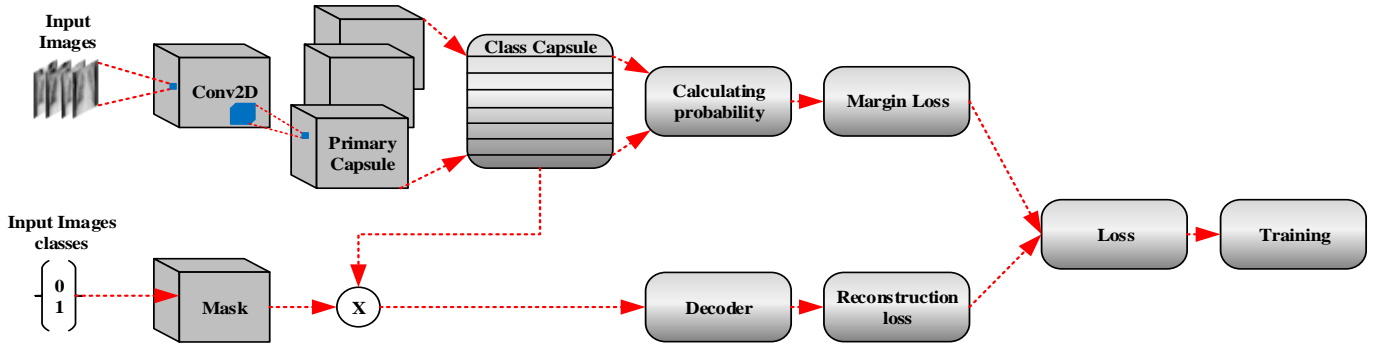 Input
Images
Conv2D
Primary
Capsule
Class Capsule
Calculating
probability
Margin Loss
Input Images
classes
0
1
Mask
X
Decoder
Reconstruction
loss
Loss
Training